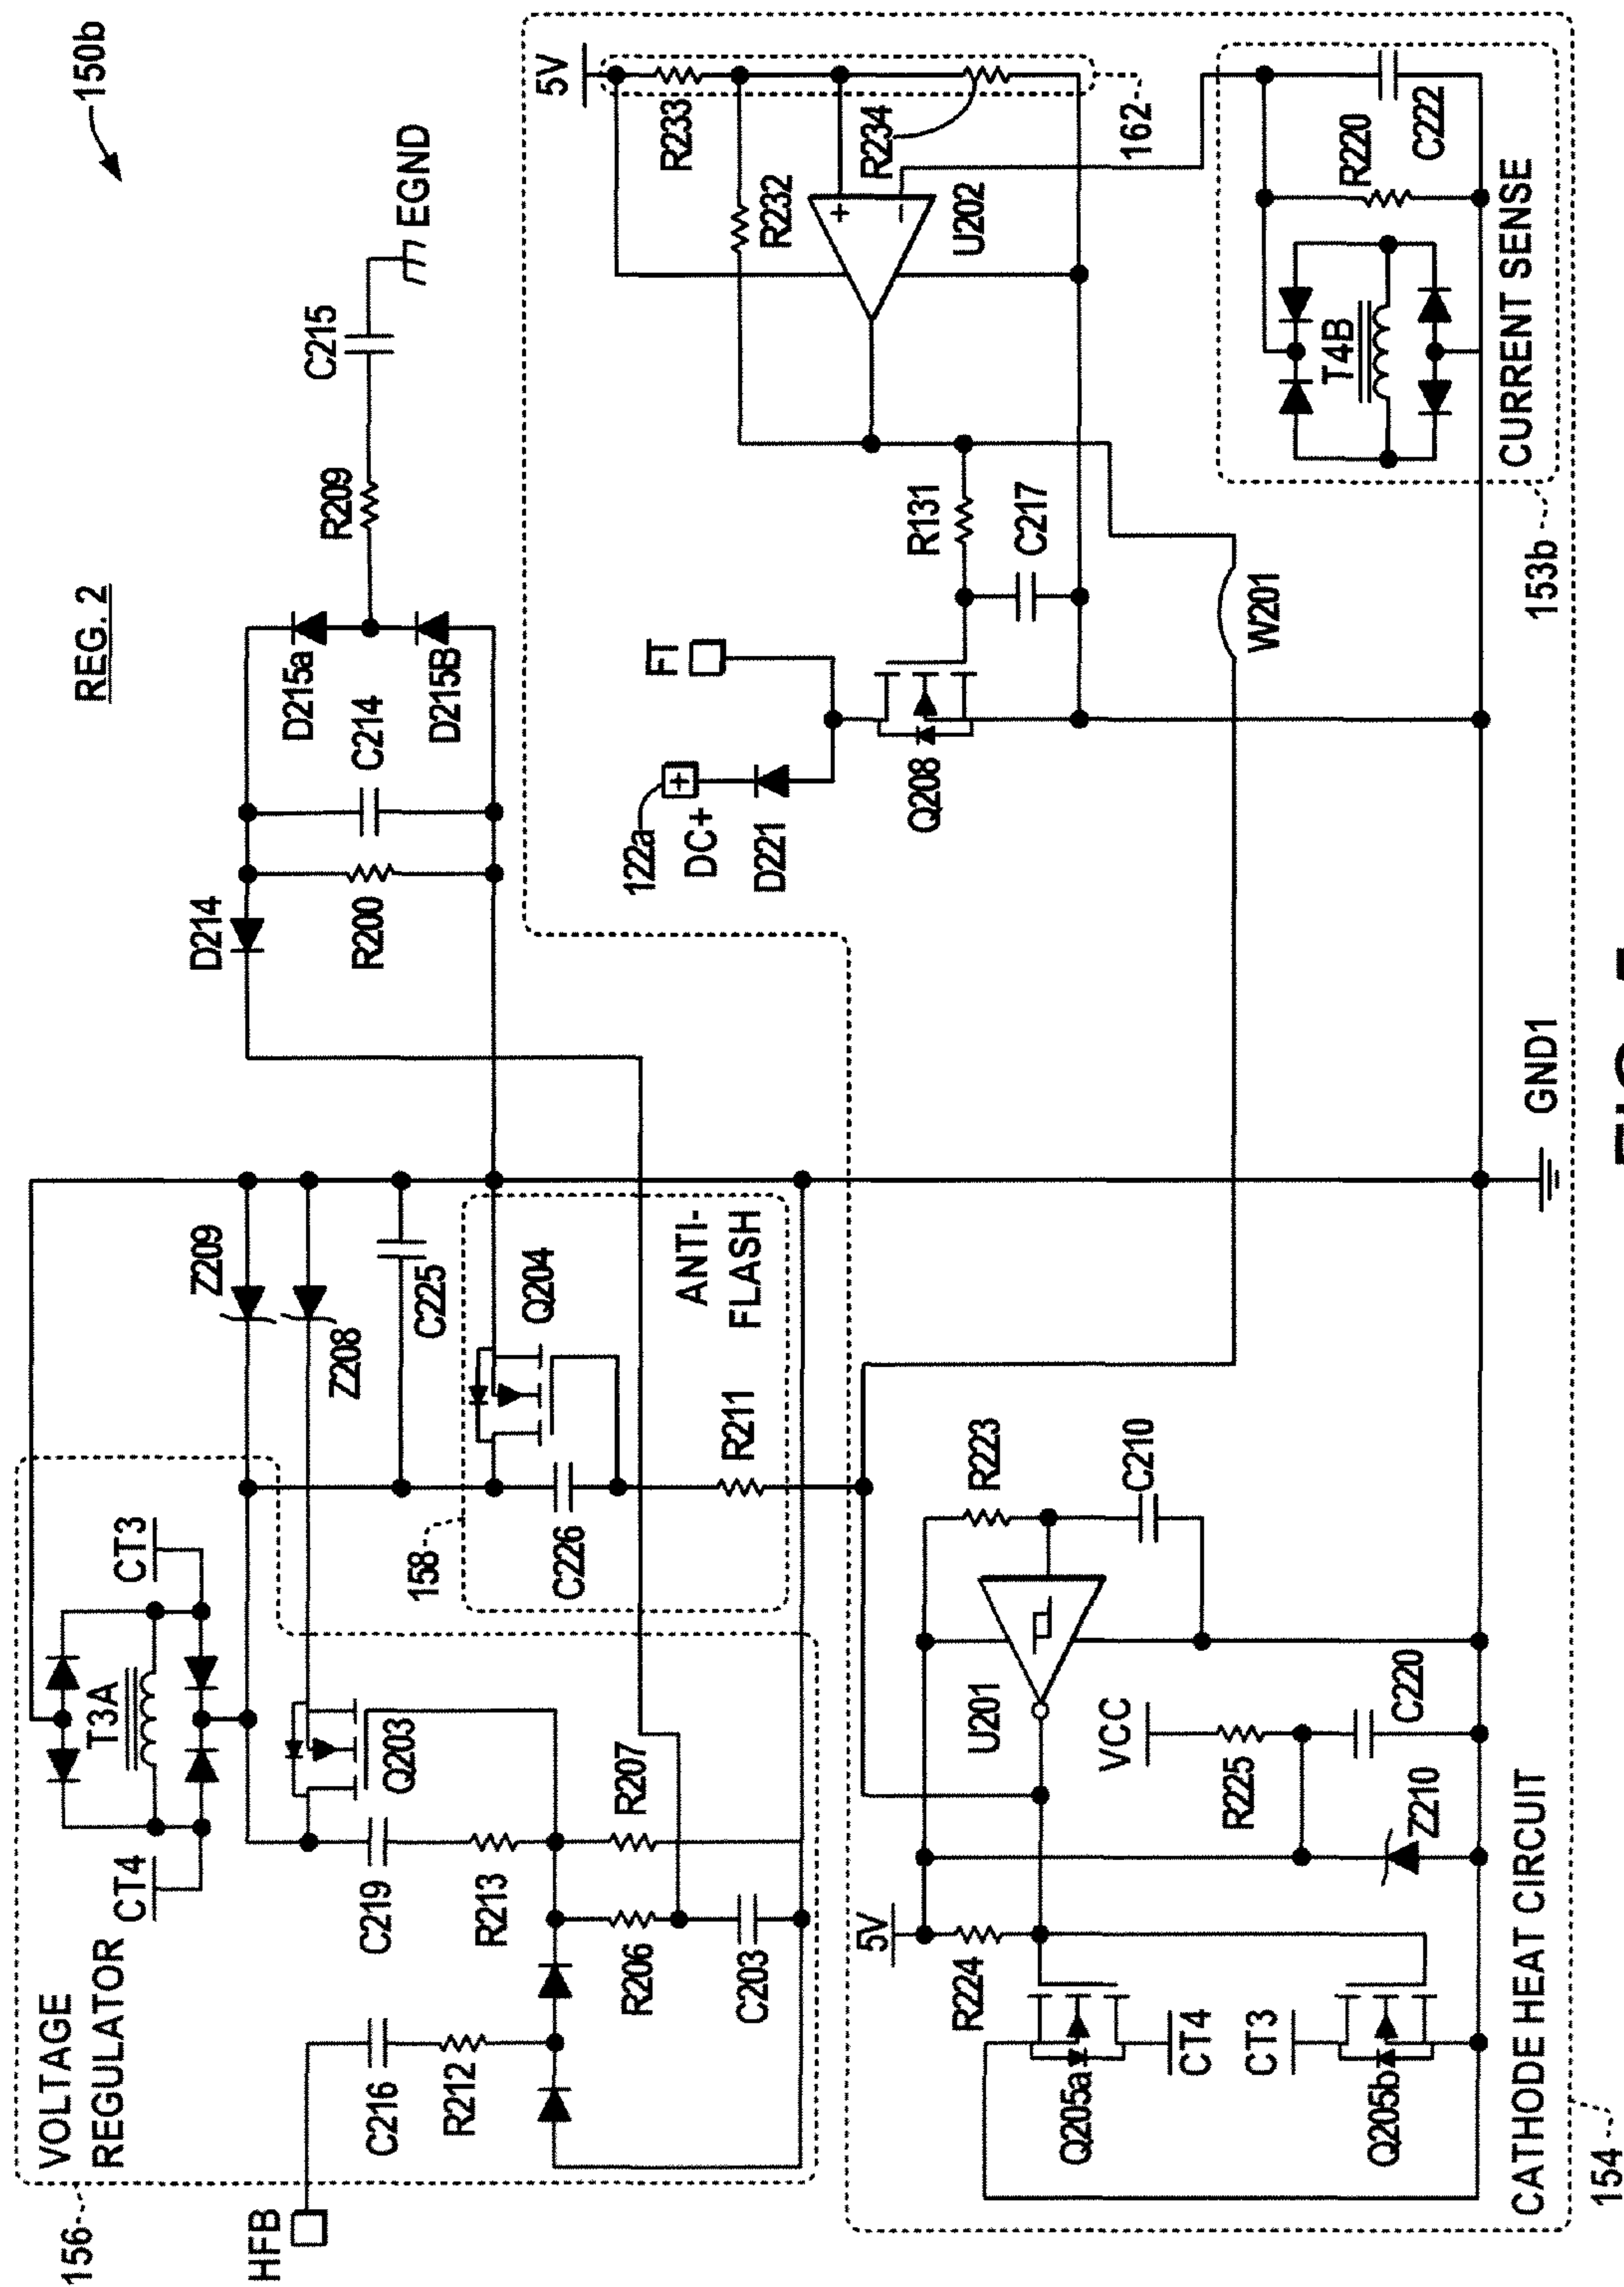 150b
REG. 2
VOLTAGE
REGULATOR
156
HFB
CT4
T3A
CT3
Z209
Z208
C225
Q203
C219
R213
R207
C216
R212
R206
C203
158
C226
Q204
R211
ANTI-
FLASH
D214
R200
C214
D215a
D215B
R209
C215
EGND
5V
R233
R232
R234
162
+
−
U202
122a
+
DC+
D221
FT
Q208
R131
C217
W201
T4B
R220
C222
CURRENT SENSE
153b
5V
R224
R223
U201
C210
VCC
R225
C220
Z210
Q205a
CT4
CT3
Q205b
CATHODE HEAT CIRCUIT
154
GND1